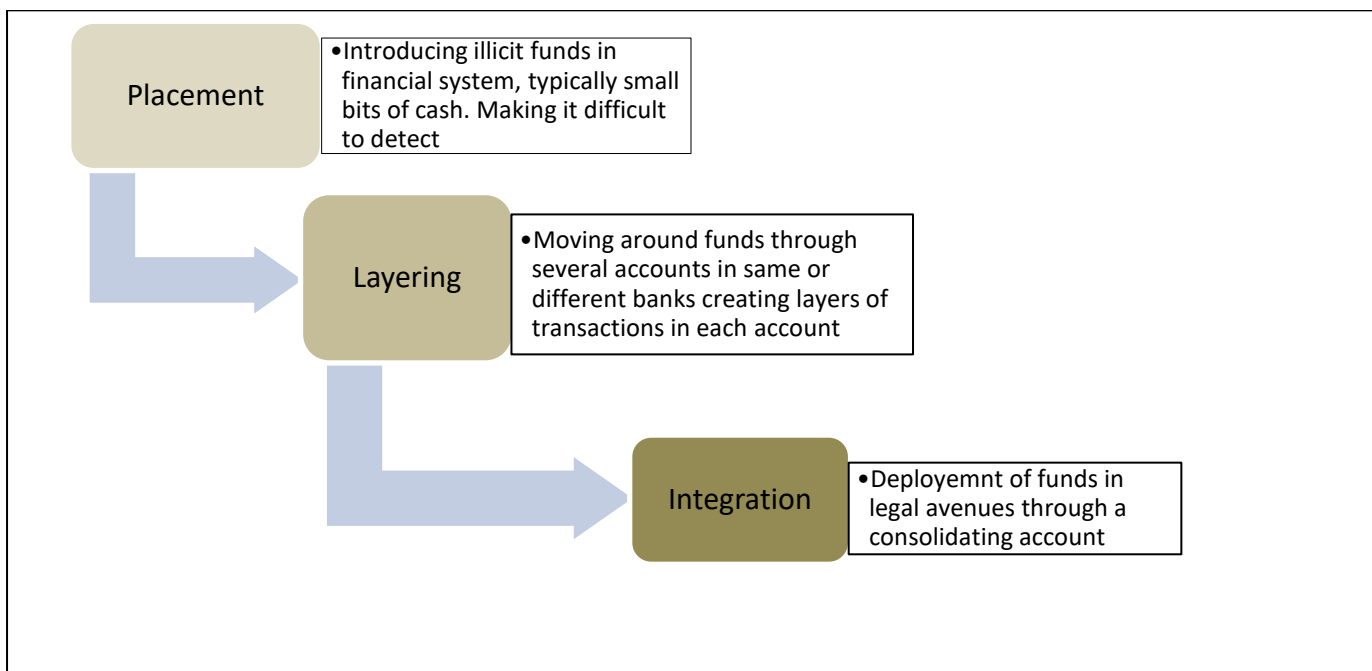 Placement
•Introducing illicit funds in
financial system, typically small
bits of cash. Making it difficult
to detect
Layering
•Moving around funds through
several accounts in same or
different banks creating layers of
transactions in each account
Integration
•Deployemnt of funds in
legal avenues through a
consolidating account